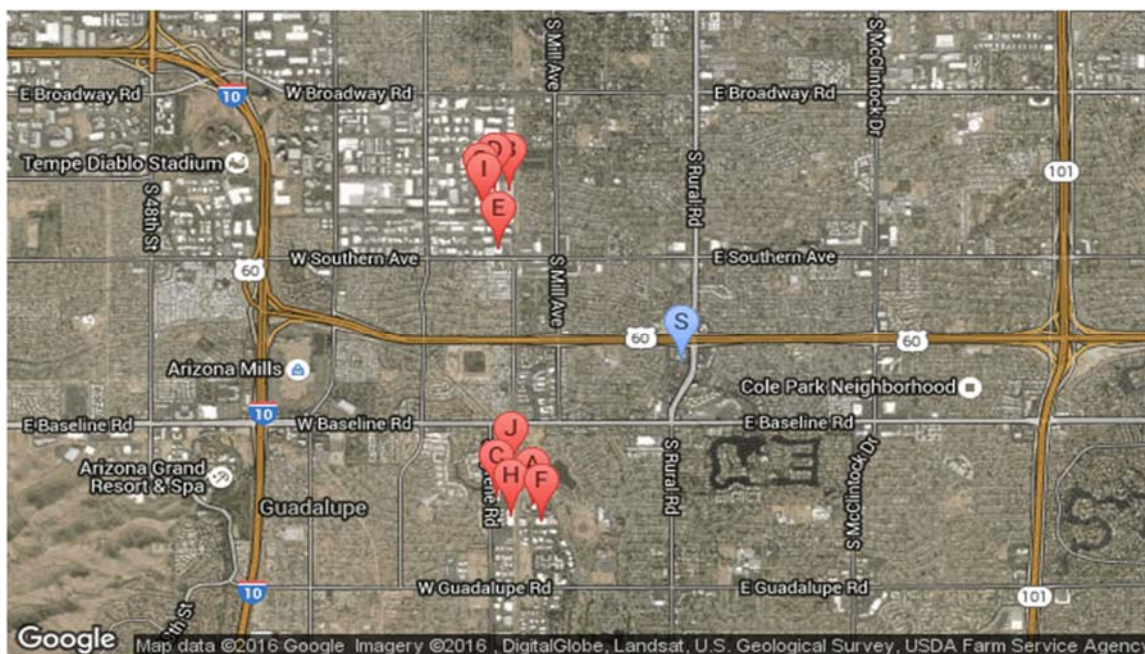 S Mill Ave
S McClintock Dr
E Broadway Rd
10
W Broadway Rd
E Broadway Rd
Tempe Diablo Stadium
D
B
I
S Rural Rd
101
S 48th St
E
60
W Southern Ave
S Mill Ave
E Southern Ave
S
60
60
Arizona Mills
Cole Park Neighborhood
E Baseline Rd
10
W Baseline Rd
J
E Baseline Rd
Arizona Grand
Resort & Spa
C
A
H
F
S Rural Rd
S McClintock Dr
Guadalupe
10
W Guadalupe Rd
E Guadalupe Rd
101
Google
Map data ©2016 Google Imagery ©2016 , DigitalGlobe, Landsat, U.S. Geological Survey, USDA Farm Service Agenc